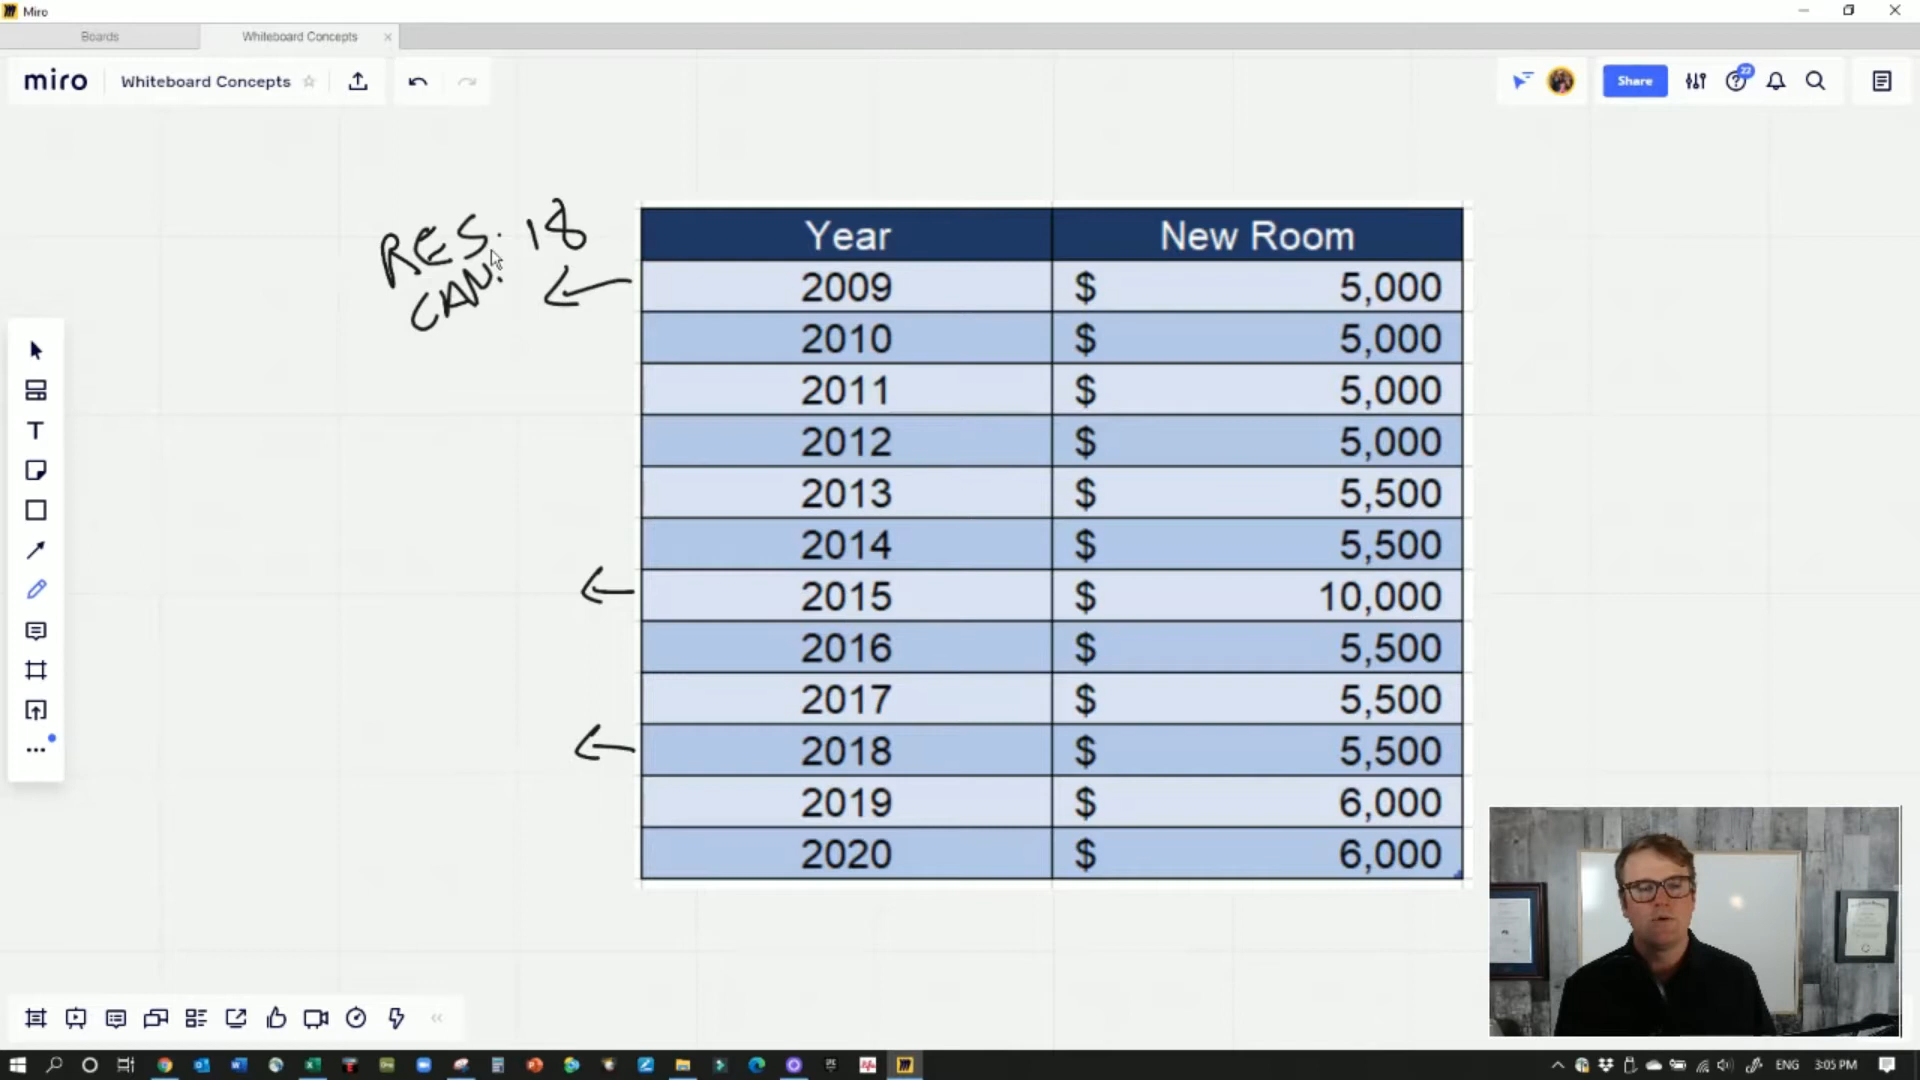 Miro
Boards
Whiteboard Concepts
miro
Whiteboard Concepts
Share
22
RES. 18
CAN.
Year New Room
2009 $ 5,000
2010 $ 5,000
2011 $ 5,000
2012 $ 5,000
2013 $ 5,500
2014 $ 5,500
2015 $ 10,000
2016 $ 5,500
2017 $ 5,500
2018 $ 5,500
2019 $ 6,000
2020 $ 6,000
ENG
3:05 PM